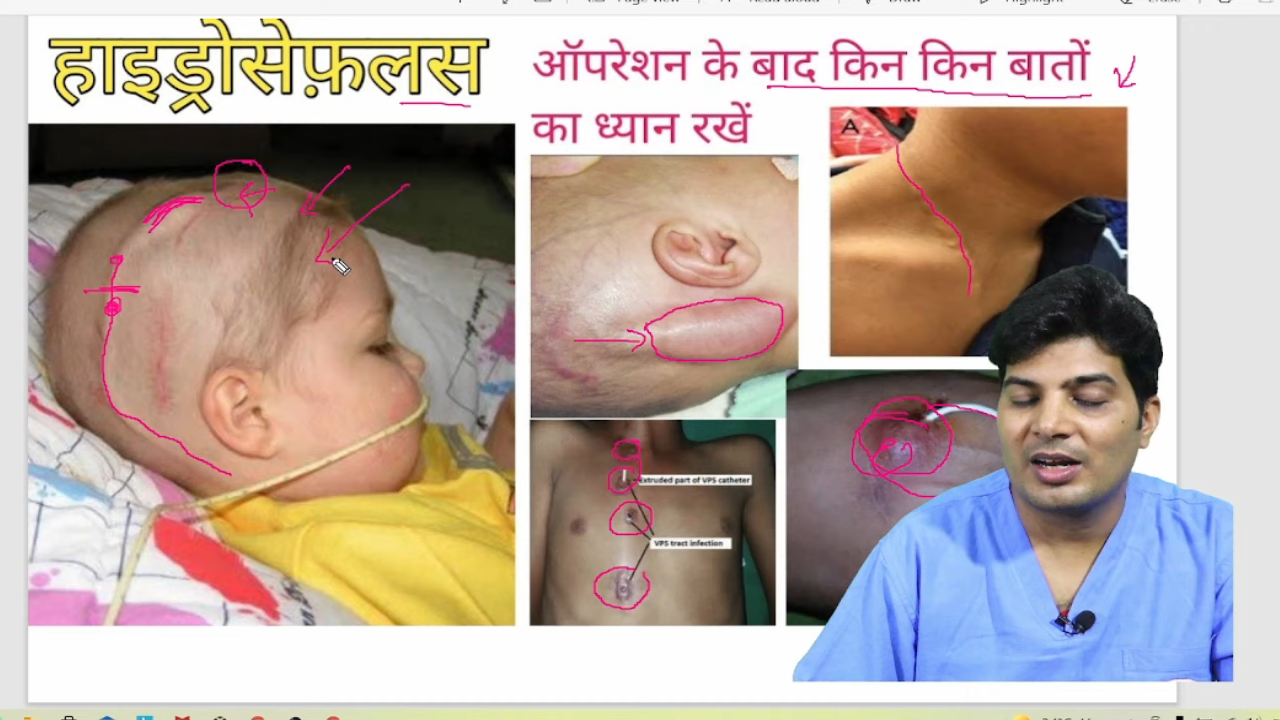 हाइड्रोसेफ़लस
ऑपरेशन के बाद किन किन बातों
का ध्यान रखें
A
Extruded part of VPS catheter
VPS tract infection